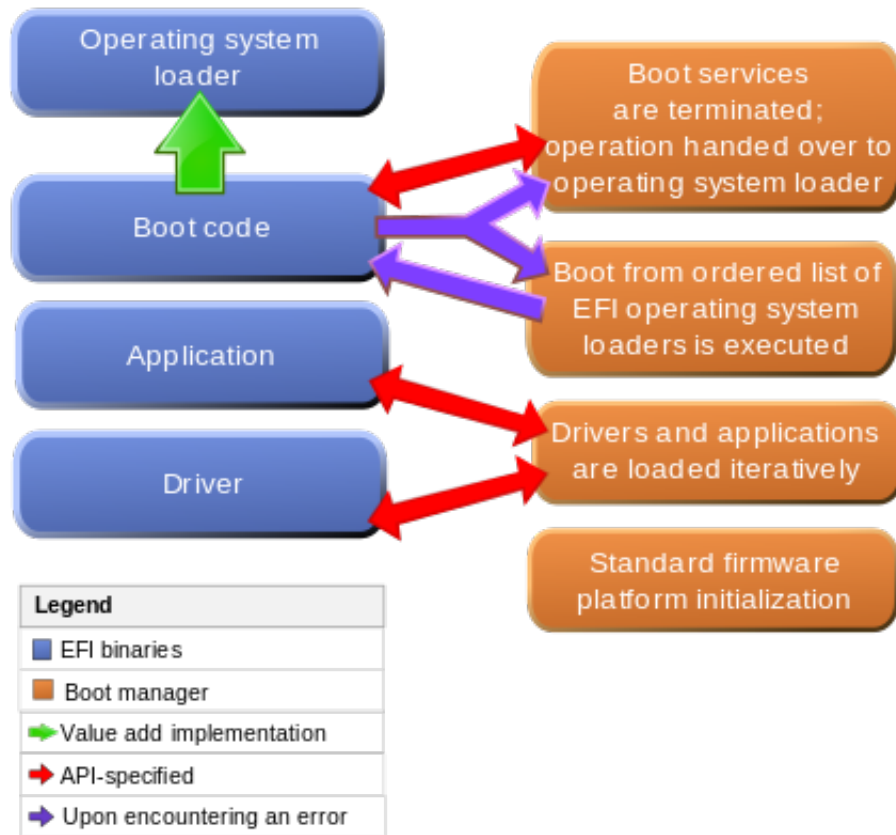 Operating system
loader
Boot code
Application
Driver
Boot services
are terminated;
operation handed over to
operating system loader
Boot from ordered list of
EFI operating system
loaders is executed
Drivers and applications
are loaded iteratively
Standard firmware
platform initialization
Legend
EFI binaries
Boot manager
Value add implementation
API-specified
Upon encountering an error